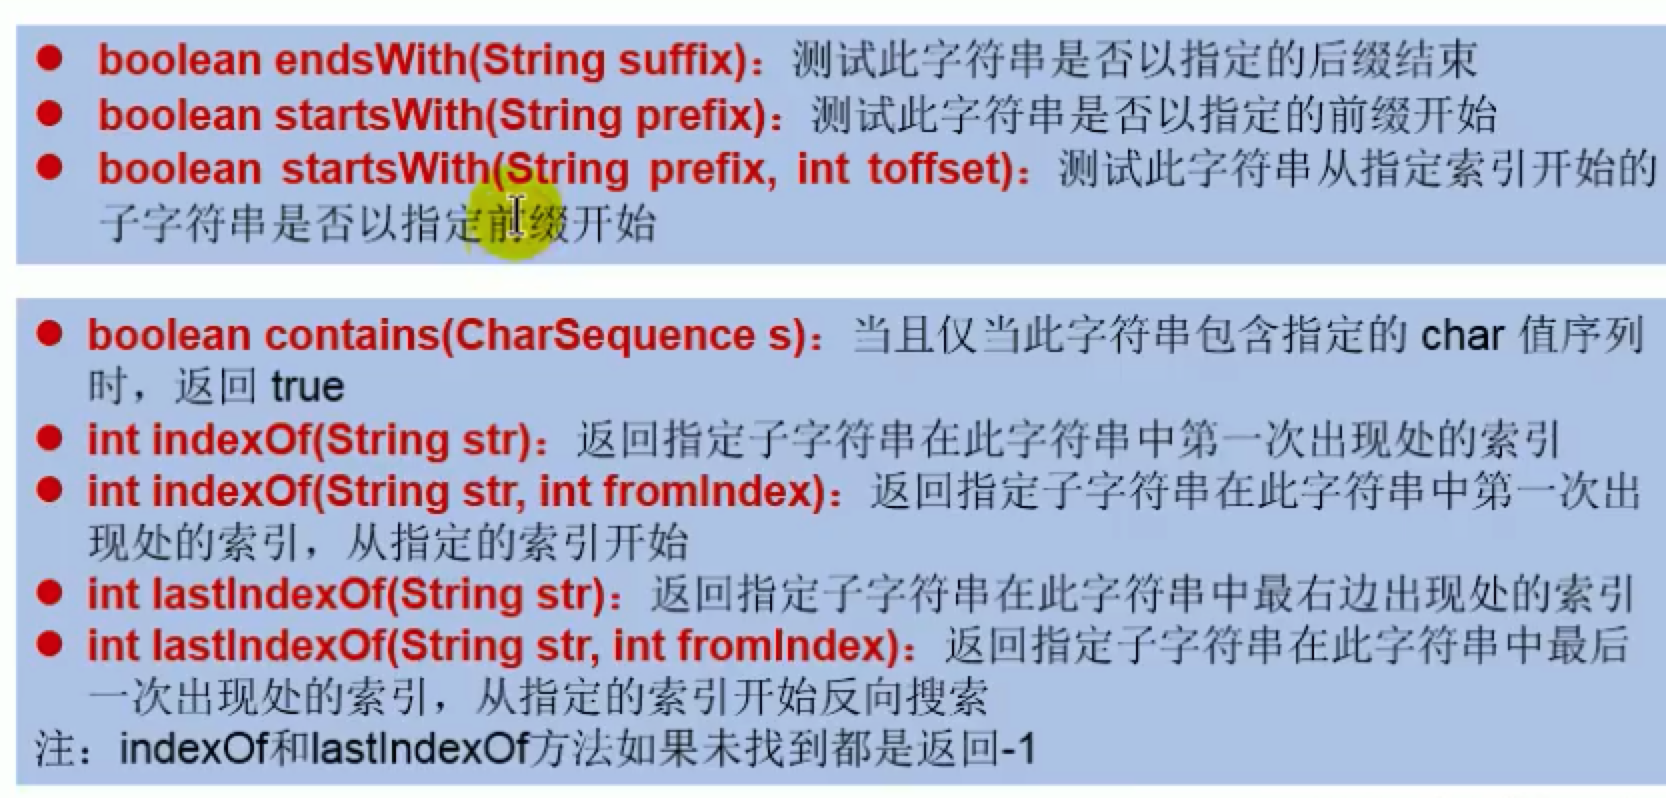 ● boolean endsWith(String suffix)：测试此字符串是否以指定的后缀结束
● boolean startsWith(String prefix)：测试此字符串是否以指定的前缀开始
● boolean startsWith(String prefix, int toffset)：测试此字符串从指定索引开始的
子字符串是否以指定前缀开始
● boolean contains(CharSequence s)：当且仅当此字符串包含指定的 char 值序列
时，返回 true
● int indexOf(String str)：返回指定子字符串在此字符串中第一次出现处的索引
● int indexOf(String str, int fromIndex)：返回指定子字符串在此字符串中第一次出
现处的索引，从指定的索引开始
● int lastIndexOf(String str)：返回指定子字符串在此字符串中最右边出现处的索引
● int lastIndexOf(String str, int fromIndex)：返回指定子字符串在此字符串中最后
一次出现处的索引，从指定的索引开始反向搜索
注：indexOf和lastIndexOf方法如果未找到都是返回-1